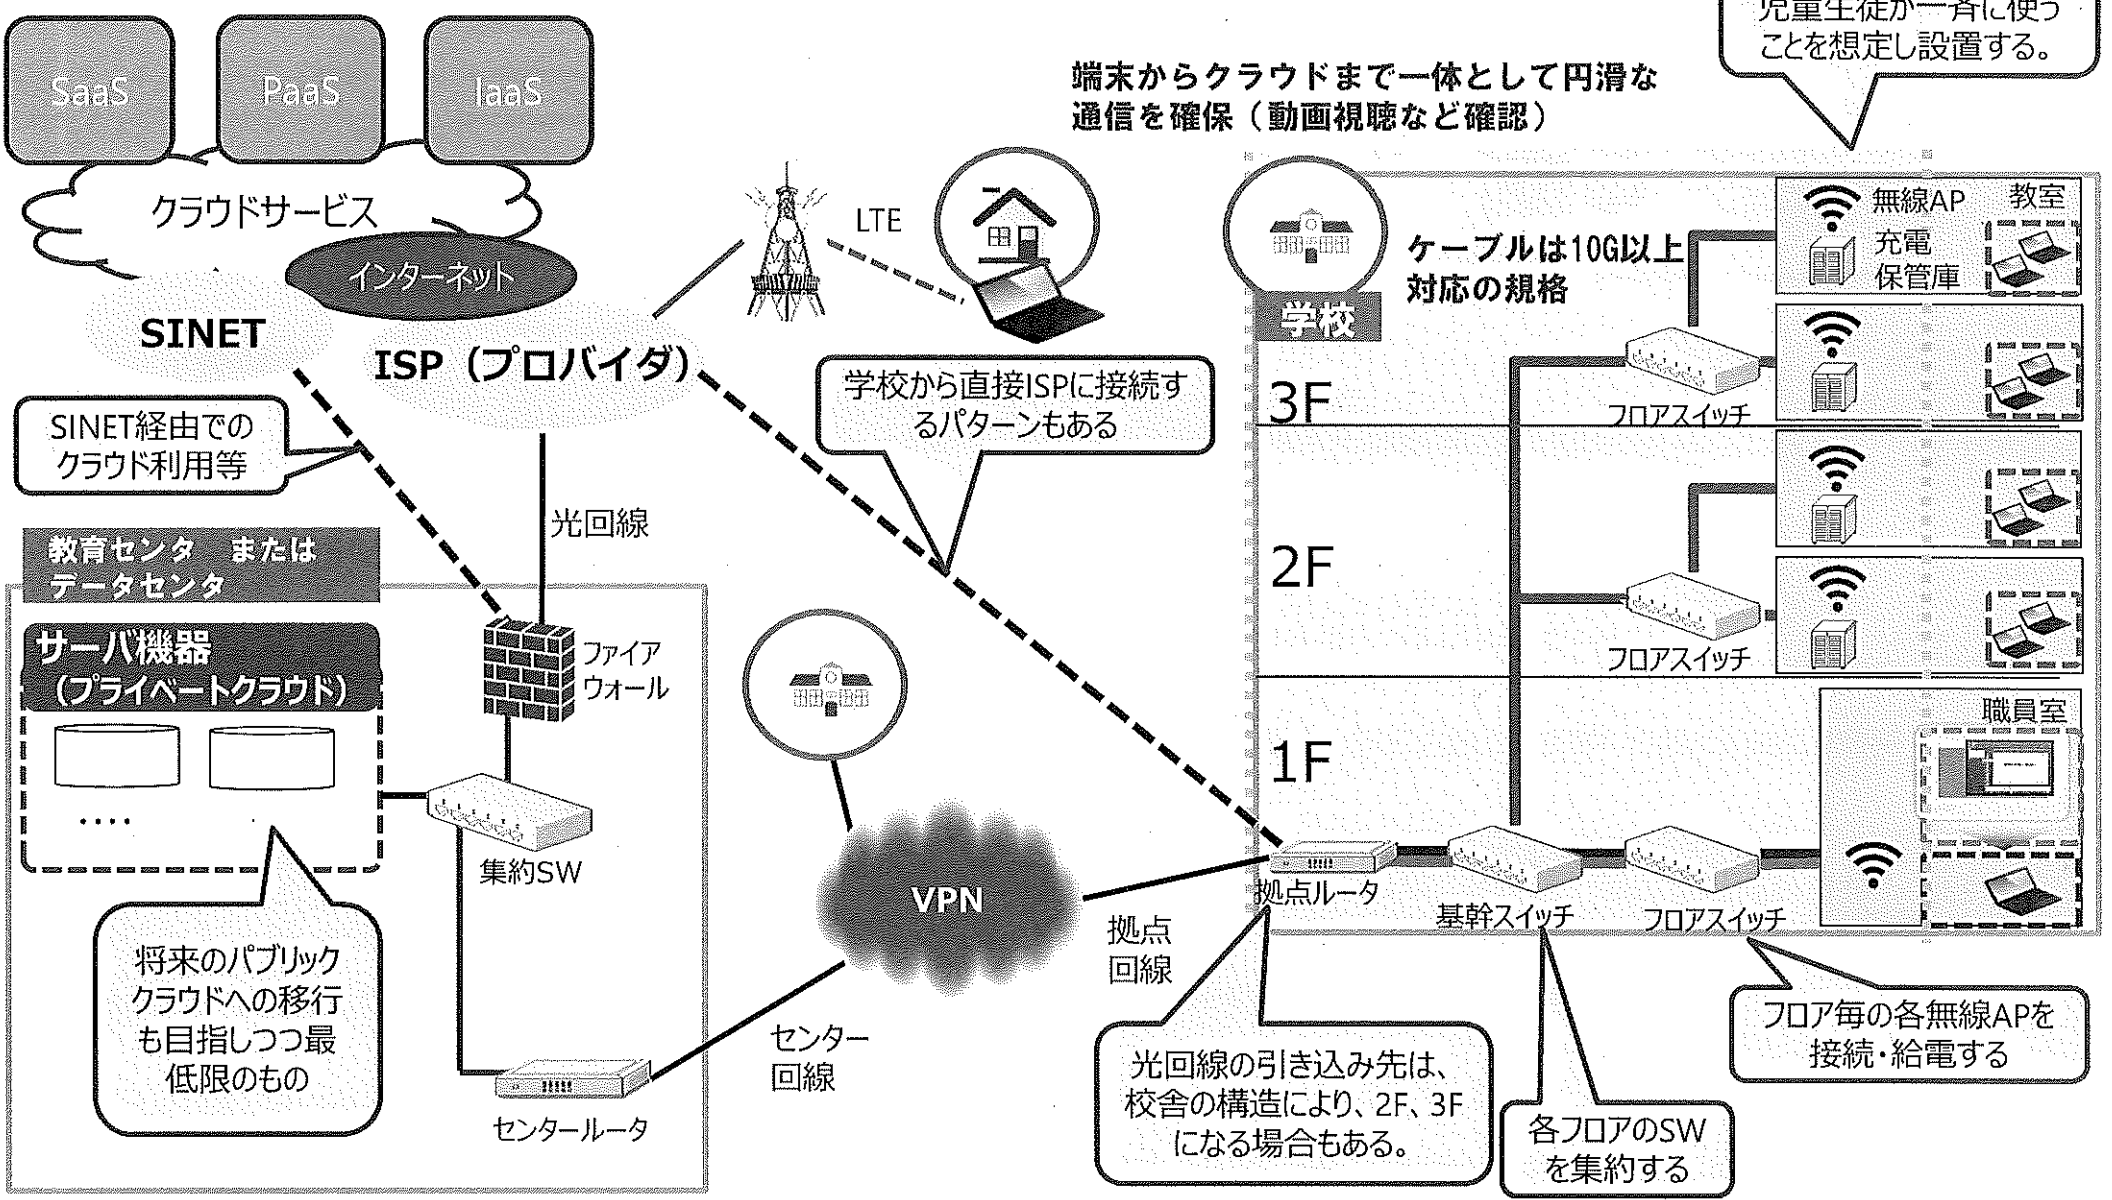 児童生徒が一斉に使う
ことを想定し設置する。
SaaS
PaaS
IaaS
端末からクラウドまで一体として円滑な
通信を確保（動画視聴など確認）
クラウドサービス
インターネット
SINET
ISP（プロバイダ）
LTE
学校
ケーブルは10G以上
対応の規格
無線AP
教室
充電
保管庫
フロアスイッチ
3F
学校から直接ISPに接続す
るパターンもある
SINET経由での
クラウド利用等
光回線
2F
フロアスイッチ
教育センタ　または
データセンタ
サーバ機器
（プライベートクラウド）
ファイア
ウォール
1F
職員室
・・・・
集約SW
VPN
拠点ルータ
基幹スイッチ
フロアスイッチ
拠点
回線
将来のパブリック
クラウドへの移行
も目指しつつ最
低限のもの
センター
回線
センタールータ
光回線の引き込み先は、
校舎の構造により、2F、3F
になる場合もある。
各フロアのSW
を集約する
フロア毎の各無線APを
接続・給電する